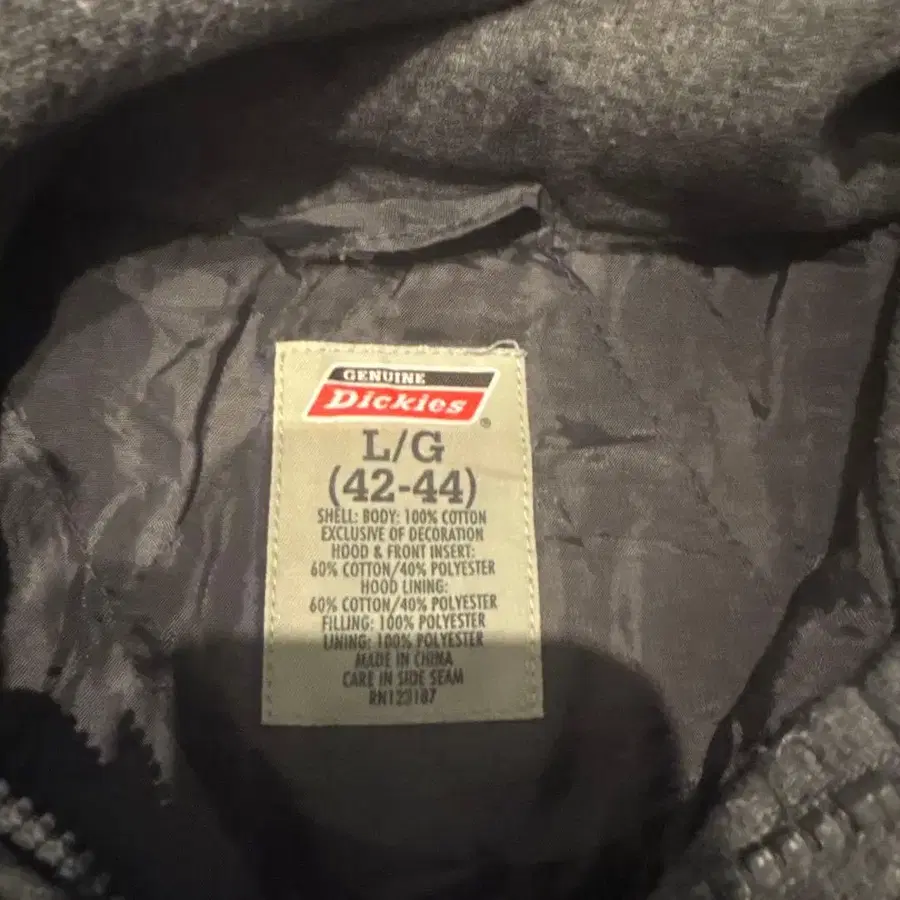 GENUINE
Dickies
®
L/G
(42-44)
SHELL: BODY: 100% COTTON
EXCLUSIVE OF DECORATION
HOOD & FRONT INSERT:
60% COTTON/40% POLYESTER
HOOD LINING:
60% COTTON/40% POLYESTER
FILLING: 100% POLYESTER
LINING: 100% POLYESTER
MADE IN CHINA
CARE IN SIDE SEAM
RN123187